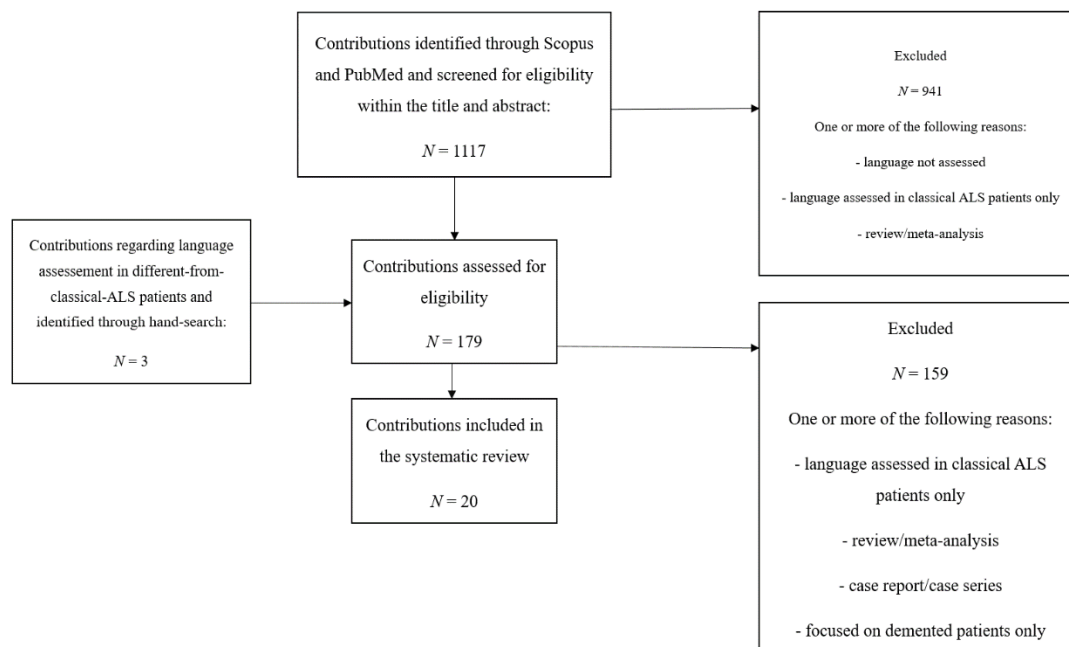 Contributions identified through Scopus
and PubMed and screened for eligibility
within the title and abstract:
N = 1117
Excluded
N = 941
One or more of the following reasons:
- language not assessed
- language assessed in classical ALS patients only
- review/meta-analysis
Contributions regarding language
assessement in different-from-
classical-ALS patients and
identified through hand-search:
N = 3
Contributions assessed for
eligibility
N = 179
Excluded
N = 159
One or more of the following reasons:
- language assessed in classical ALS
patients only
- review/meta-analysis
- case report/case series
- focused on demented patients only
Contributions included in
the systematic review
N = 20